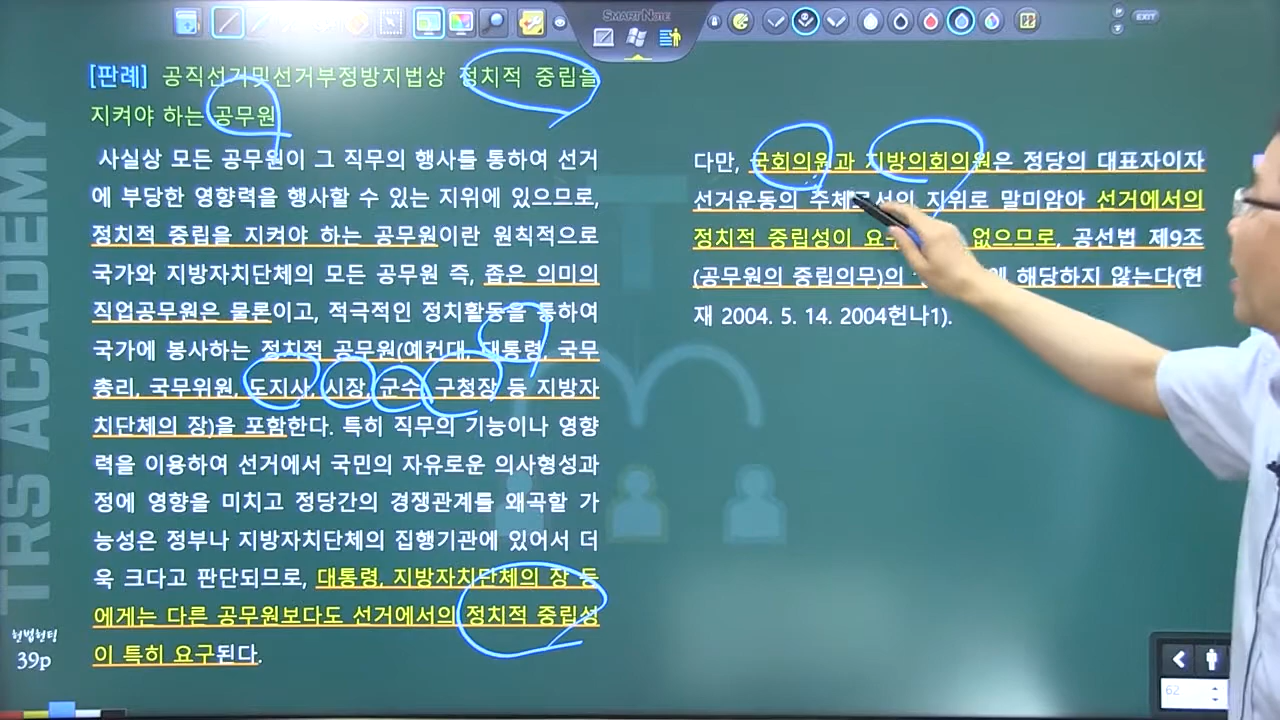 SMART NOTE
EXIT
[판례] 공직선거및선거부정방지법상 정치적 중립을
지켜야 하는 공무원
사실상 모든 공무원이 그 직무의 행사를 통하여 선거
에 부당한 영향력을 행사할 수 있는 지위에 있으므로,
정치적 중립을 지켜야 하는 공무원이란 원칙적으로
국가와 지방자치단체의 모든 공무원 즉, 좁은 의미의
직업공무원은 물론이고, 적극적인 정치활동을 통하여
국가에 봉사하는 정치적 공무원(예컨대, 대통령, 국무
총리, 국무위원, 도지사, 시장, 군수, 구청장 등 지방자
치단체의 장)을 포함한다. 특히 직무의 기능이나 영향
력을 이용하여 선거에서 국민의 자유로운 의사형성과
정에 영향을 미치고 정당간의 경쟁관계를 왜곡할 가
능성은 정부나 지방자치단체의 집행기관에 있어서 더
욱 크다고 판단되므로, 대통령, 지방자치단체의 장 등
에게는 다른 공무원보다도 선거에서의 정치적 중립성
이 특히 요구된다.
다만, 국회의원과 지방의회의원은 정당의 대표자이자
선거운동의 주체로서의 지위로 말미암아 선거에서의
정치적 중립성이 없으므로, 공선법 제9조
(공무원의 중립의무)의 해당하지 않는다(헌
재 2004. 5. 14. 2004헌나1).
TRS ACADEMY
헌법헌팅
39p
62